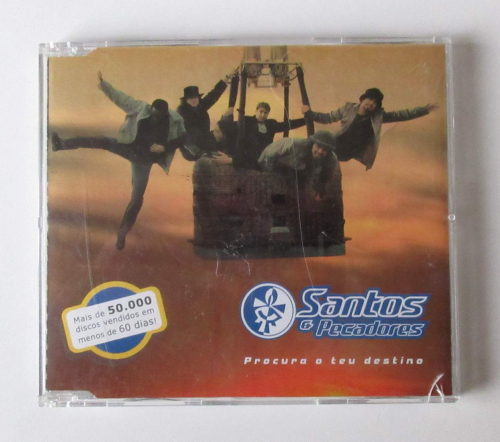 Mais de 50.000
discos vendidos em
menos de 60 dias!
Santos
& Pecadores
Procura o teu destino